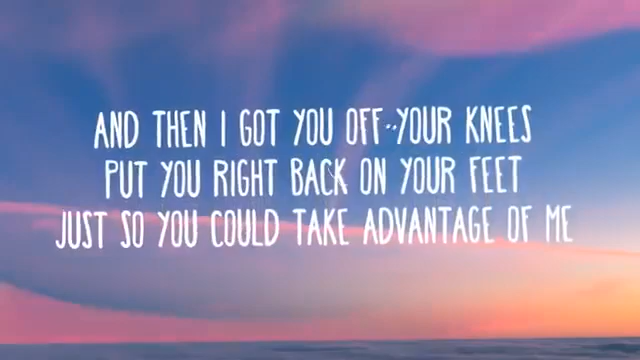 AND THEN I GOT YOU OFF YOUR KNEES
PUT YOU RIGHT BACK ON YOUR FEET
JUST SO YOU COULD TAKE ADVANTAGE OF ME